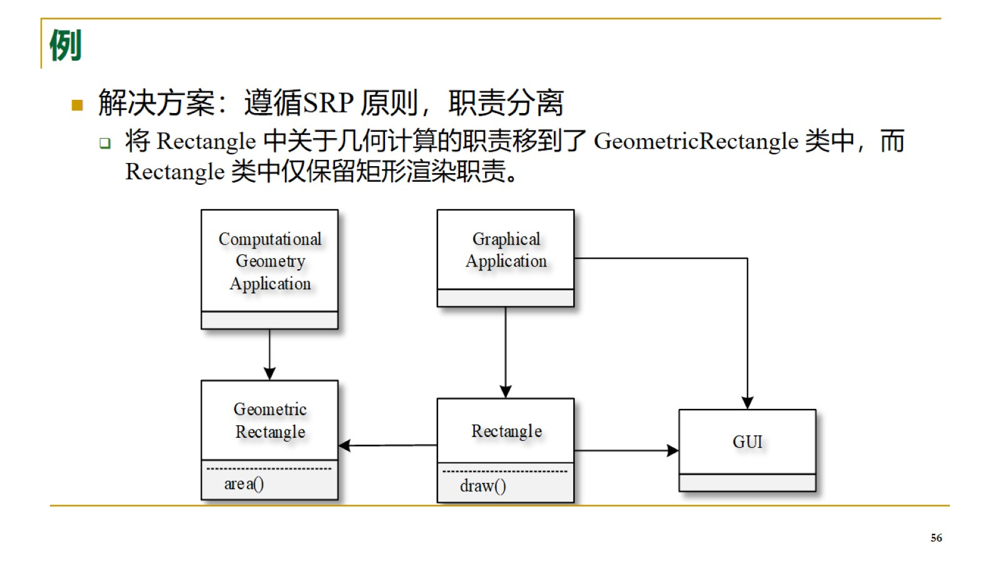 例
解决方案：遵循SRP 原则，职责分离
将 Rectangle 中关于几何计算的职责移到了 GeometricRectangle 类中，而
Rectangle 类中仅保留矩形渲染职责。
Computational
Geometry
Application
Graphical
Application
Geometric
Rectangle
area()
Rectangle
draw()
GUI
56